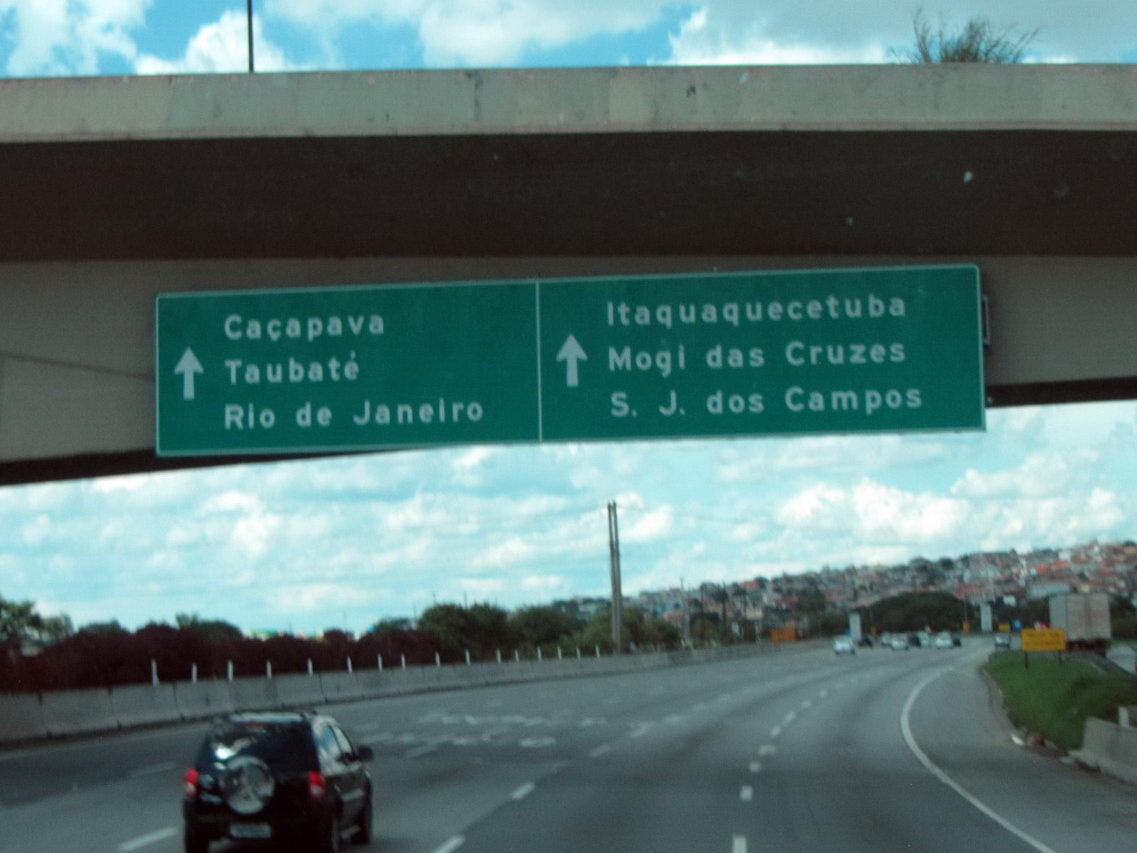 Caçapava
Taubaté
Rio de Janeiro
Itaquaquecetuba
Mogi das Cruzes
S. J. dos Campos